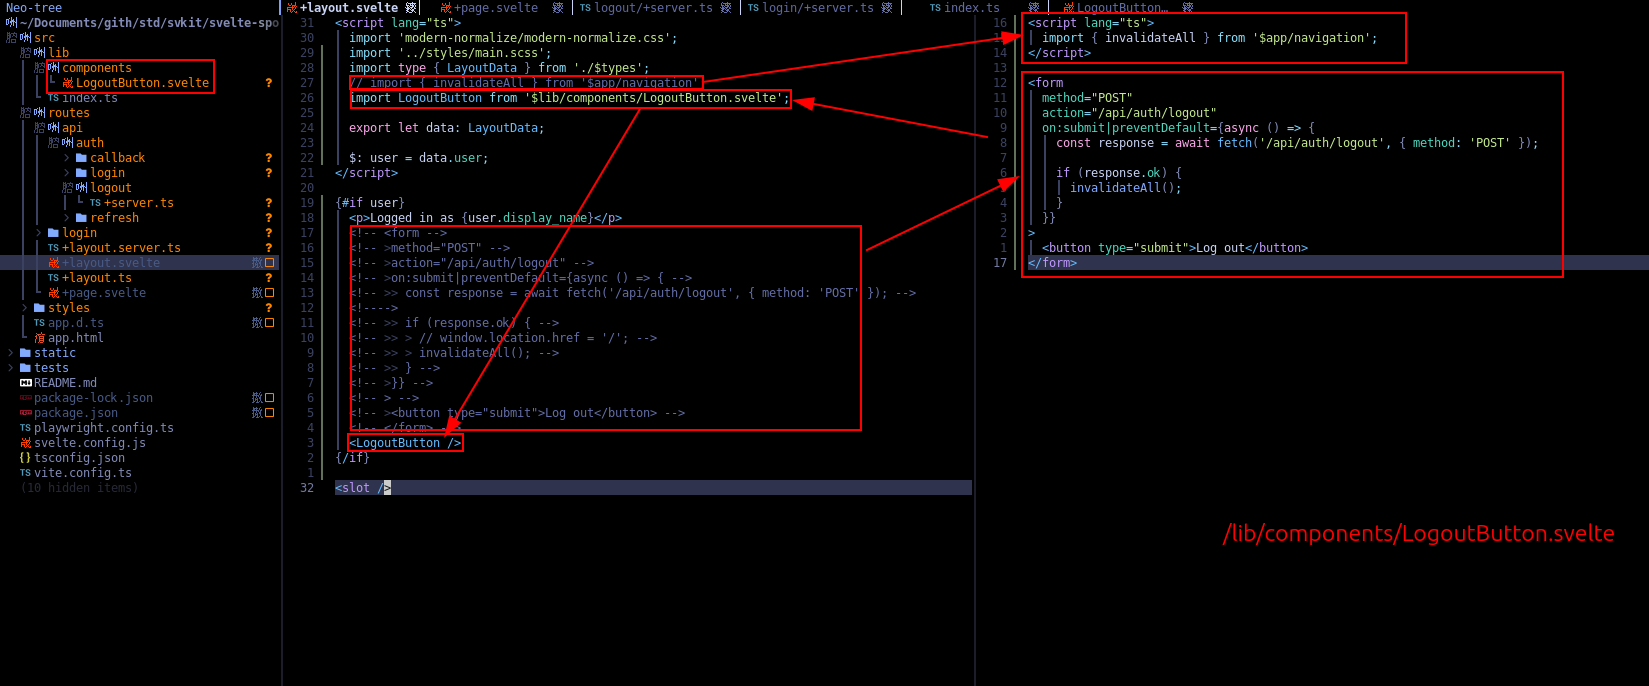 Neo-tree
~/Documents/gith/std/svkit/svelte-spo
src
lib
components
LogoutButton.svelte ?
TS index.ts
routes
api
auth
callback ?
login ?
logout
TS +server.ts ?
refresh ?
login ?
TS +layout.server.ts ?
+layout.svelte
TS +layout.ts ?
+page.svelte
styles ?
TS app.d.ts
app.html
static
tests
README.md
package-lock.json
package.json
TS playwright.config.ts
svelte.config.js
{} tsconfig.json
TS vite.config.ts
(10 hidden items)
+layout.svelte +page.svelte TS logout/+server.ts TS login/+server.ts TS index.ts LogoutButton…
31 <script lang="ts">
30 import 'modern-normalize/modern-normalize.css';
29 import '../styles/main.scss';
28 import type { LayoutData } from './$types';
27 // import { invalidateAll } from '$app/navigation'
26 import LogoutButton from '$lib/components/LogoutButton.svelte';
25
24 export let data: LayoutData;
23
22 $: user = data.user;
21 </script>
20
19 {#if user}
18 <p>Logged in as {user.display_name}</p>
17 <!-- <form -->
16 <!-- >method="POST" -->
15 <!-- >action="/api/auth/logout" -->
14 <!-- >on:submit|preventDefault={async () => { -->
13 <!-- >> const response = await fetch('/api/auth/logout', { method: 'POST' }); -->
12 <!---->
11 <!-- >> if (response.ok) { -->
10 <!-- >> > // window.location.href = '/'; -->
9 <!-- >> > invalidateAll(); -->
8 <!-- >> } -->
7 <!-- >}} -->
6 <!-- > -->
5 <!-- ><button type="submit">Log out</button> -->
4 <!-- </form> -->
3 <LogoutButton />
2 {/if}
1
32 <slot />
16 <script lang="ts">
import { invalidateAll } from '$app/navigation';
14 </script>
13
12 <form
11 method="POST"
10 action="/api/auth/logout"
9 on:submit|preventDefault={async () => {
8 const response = await fetch('/api/auth/logout', { method: 'POST' });
7
6 if (response.ok) {
invalidateAll();
4 }
3 }}
2 >
1 <button type="submit">Log out</button>
17 </form>
/lib/components/LogoutButton.svelte